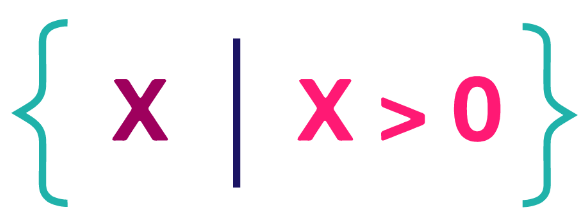 { X | X > 0 }